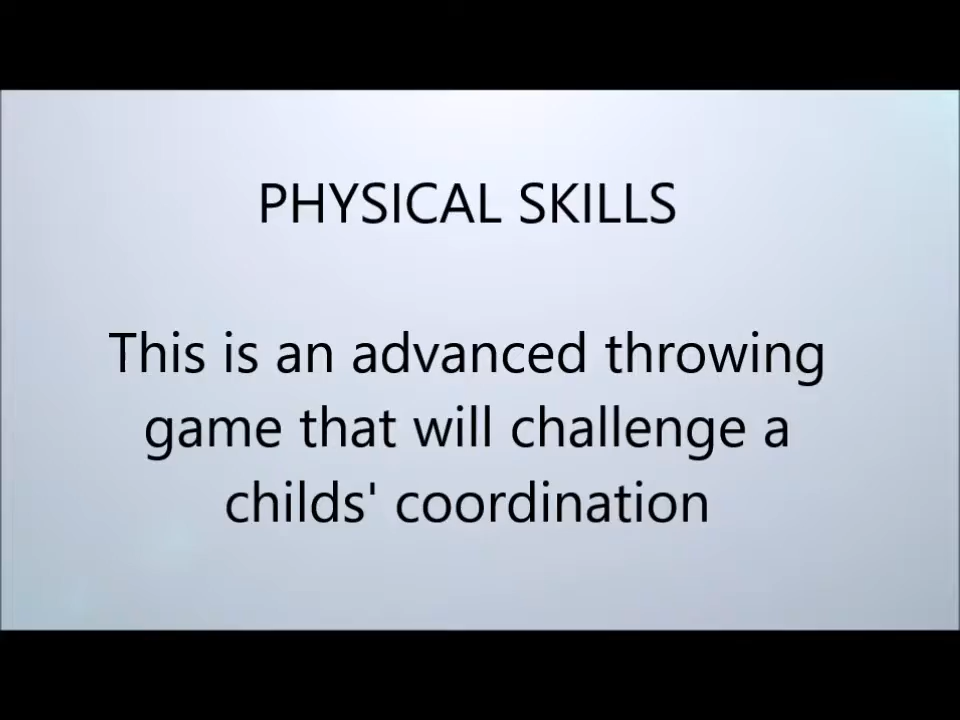 PHYSICAL SKILLS
This is an advanced throwing
game that will challenge a
childs' coordination